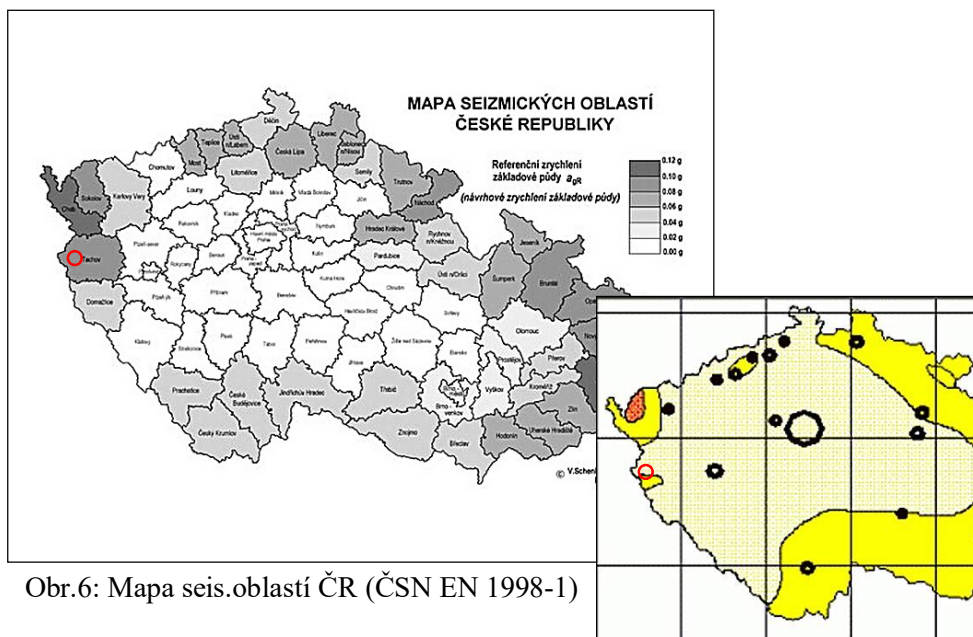 MAPA SEIZMICKÝCH OBLASTÍ
ČESKÉ REPUBLIKY
Referenční zrychlení
základové půdy agR
(návrhové zrychlení základové půdy)
0.12 g
0.10 g
0.08 g
0.06 g
0.04 g
0.02 g
0.00 g
Děčín
Liberec
Jablonec
n/Nisou
Ústí
n/Labem
Teplice
Most
Česká Lípa
Semily
Trutnov
Náchod
Chomutov
Litoměřice
Sokolov
Cheb
Karlovy Vary
Louny
Mělník
Mladá Boleslav
Jičín
Kladno
Rakovník
Hlavní město
Praha
Nymburk
Hradec Králové
Rychnov
n/Kněžnou
Jeseník
Tachov
Plzeň-sever
Rokycany
Beroun
Kolín
Pardubice
Ústí n/Orlicí
Šumperk
Bruntál
Kutná Hora
Chrudim
Domažlice
Plzeň-jih
Příbram
Benešov
Havlíčkův Brod
Svitavy
Olomouc
Klatovy
Strakonice
Písek
Tábor
Pelhřimov
Žďár nad Sázavou
Blansko
Prostějov
Přerov
Jihlava
Vyškov
Kroměříž
Prachatice
České
Budějovice
Jindřichův Hradec
Třebíč
Brno -
venkov
Zlín
Český Krumlov
Znojmo
Břeclav
Hodonín
Uherské Hradiště
© V.Schen
Obr.6: Mapa seis.oblastí ČR (ČSN EN 1998-1)